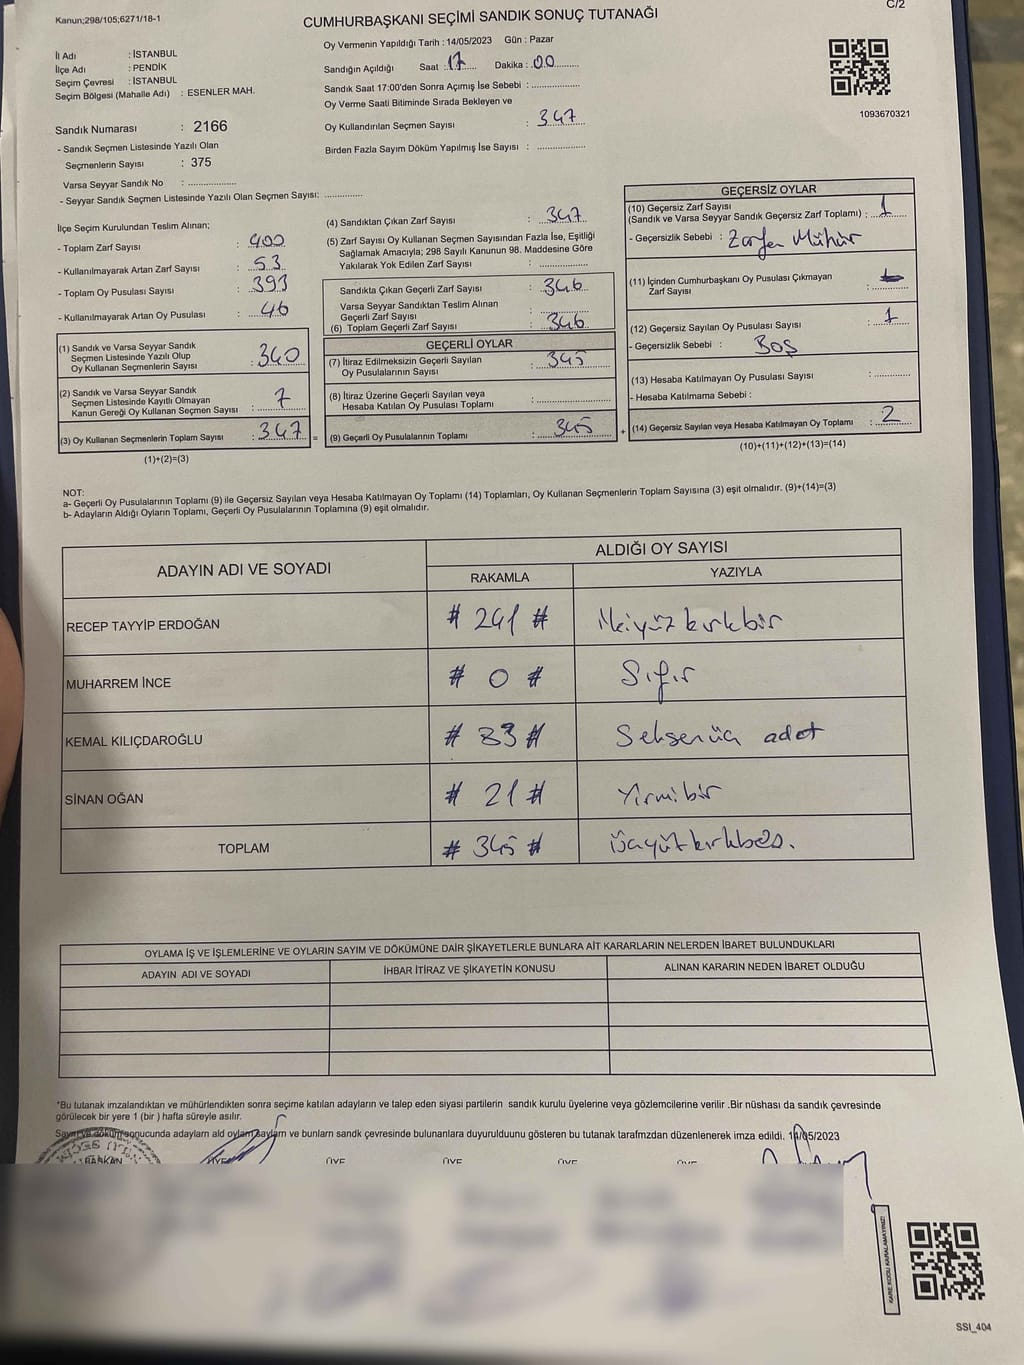 Kanun;298/105;6271/18-1
C/2
CUMHURBAŞKANI SEÇİMİ SANDIK SONUÇ TUTANAĞI
İl Adı : İSTANBUL
İlçe Adı : PENDİK
Seçim Çevresi : İSTANBUL
Seçim Bölgesi (Mahalle Adı) : ESENLER MAH.
Oy Vermenin Yapıldığı Tarih : 14/05/2023 Gün : Pazar
Sandığın Açıldığı Saat : 17 Dakika : 00
Sandık Saat 17:00'den Sonra Açımış İse Sebebi :
Oy Verme Saati Bitiminde Sırada Bekleyen ve
Oy Kullandırılan Seçmen Sayısı : 347
Birden Fazla Sayım Döküm Yapılmış İse Sayısı :
1093670321
Sandık Numarası : 2166
- Sandık Seçmen Listesinde Yazılı Olan
Seçmenlerin Sayısı : 375
Varsa Seyyar Sandık No :
- Seyyar Sandık Seçmen Listesinde Yazılı Olan Seçmen Sayısı:
İlçe Seçim Kurulundan Teslim Alınan;
- Toplam Zarf Sayısı : 400
- Kullanılmayarak Artan Zarf Sayısı : 53
- Toplam Oy Pusulası Sayısı : 393
- Kullanılmayarak Artan Oy Pusulası : 46
(1) Sandık ve Varsa Seyyar Sandık
Seçmen Listesinde Yazılı Olup
Oy Kullanan Seçmenlerin Sayısı : 340
(2) Sandık ve Varsa Seyyar Sandık
Seçmen Listesinde Kayıtlı Olmayan
Kanun Gereği Oy Kullanan Seçmen Sayısı : 7
(3) Oy Kullanan Seçmenlerin Toplam Sayısı : 347 =
(1)+(2)=(3)
(4) Sandıktan Çıkan Zarf Sayısı : 347
(5) Zarf Sayısı Oy Kullanan Seçmen Sayısından Fazla İse, Eşitliği
Sağlamak Amacıyla; 298 Sayılı Kanunun 98. Maddesine Göre
Yakılarak Yok Edilen Zarf Sayısı :
Sandıkta Çıkan Geçerli Zarf Sayısı : 346
Varsa Seyyar Sandıktan Teslim Alınan
Geçerli Zarf Sayısı :
(6) Toplam Geçerli Zarf Sayısı : 346
GEÇERLİ OYLAR
(7) İtiraz Edilmeksizin Geçerli Sayılan
Oy Pusulalarının Sayısı : 345
(8) İtiraz Üzerine Geçerli Sayılan veya
Hesaba Katılan Oy Pusulası Toplamı :
(9) Geçerli Oy Pusulalarının Toplamı : 345 +
GEÇERSİZ OYLAR
(10) Geçersiz Zarf Sayısı
(Sandık ve Varsa Seyyar Sandık Geçersiz Zarf Toplamı) : 1
- Geçersizlik Sebebi : Zarfın Mühür
(11) İçinden Cumhurbaşkanı Oy Pusulası Çıkmayan
Zarf Sayısı :
(12) Geçersiz Sayılan Oy Pusulası Sayısı : 1
- Geçersizlik Sebebi : BOŞ
(13) Hesaba Katılmayan Oy Pusulası Sayısı :
- Hesaba Katılmama Sebebi :
(14) Geçersiz Sayılan veya Hesaba Katılmayan Oy Toplamı : 2
(10)+(11)+(12)+(13)=(14)
NOT:
a- Geçerli Oy Pusulalarının Toplamı (9) ile Geçersiz Sayılan veya Hesaba Katılmayan Oy Toplamı (14) Toplamları, Oy Kullanan Seçmenlerin Toplam Sayısına (3) eşit olmalıdır. (9)+(14)=(3)
b- Adayların Aldığı Oyların Toplamı, Geçerli Oy Pusulalarının Toplamına (9) eşit olmalıdır.
ADAYIN ADI VE SOYADI
ALDIĞI OY SAYISI
RAKAMLA YAZIYLA
RECEP TAYYİP ERDOĞAN # 241 # İkiyüzkırkbir
MUHARREM İNCE # 0 # Sıfır
KEMAL KILIÇDAROĞLU # 83 # Seksenüç adet
SİNAN OĞAN # 21 # Yirmibir
TOPLAM # 345 # üçyüzkırkbeş.
OYLAMA İŞ VE İŞLEMLERİNE VE OYLARIN SAYIM VE DÖKÜMÜNE DAİR ŞİKAYETLERLE BUNLARA AİT KARARLARIN NELERDEN İBARET BULUNDUKLARI
ADAYIN ADI VE SOYADI İHBAR İTİRAZ VE ŞİKAYETİN KONUSU ALINAN KARARIN NEDEN İBARET OLDUĞU
*Bu tutanak imzalandıktan ve mühürlendikten sonra seçime katılan adayların ve talep eden siyasi partilerin sandık kurulu üyelerine veya gözlemcilerine verilir .Bir nüshası da sandık çevresinde
görülecek bir yere 1 (bir ) hafta süreyle asılır.
Sayım ve döküm sonucunda adayların ald oyların sayların ve bunların sandk çevresinde bulunanlara duyurulduunu gösteren bu tutanak tarafmzdan düzenlenerek imza edildi. 14/05/2023
BAŞKAN ÜYE ÜYE ÜYE ÜYE ÜYE
KARE KODU KARALAMAYINIZ!
SSI_404